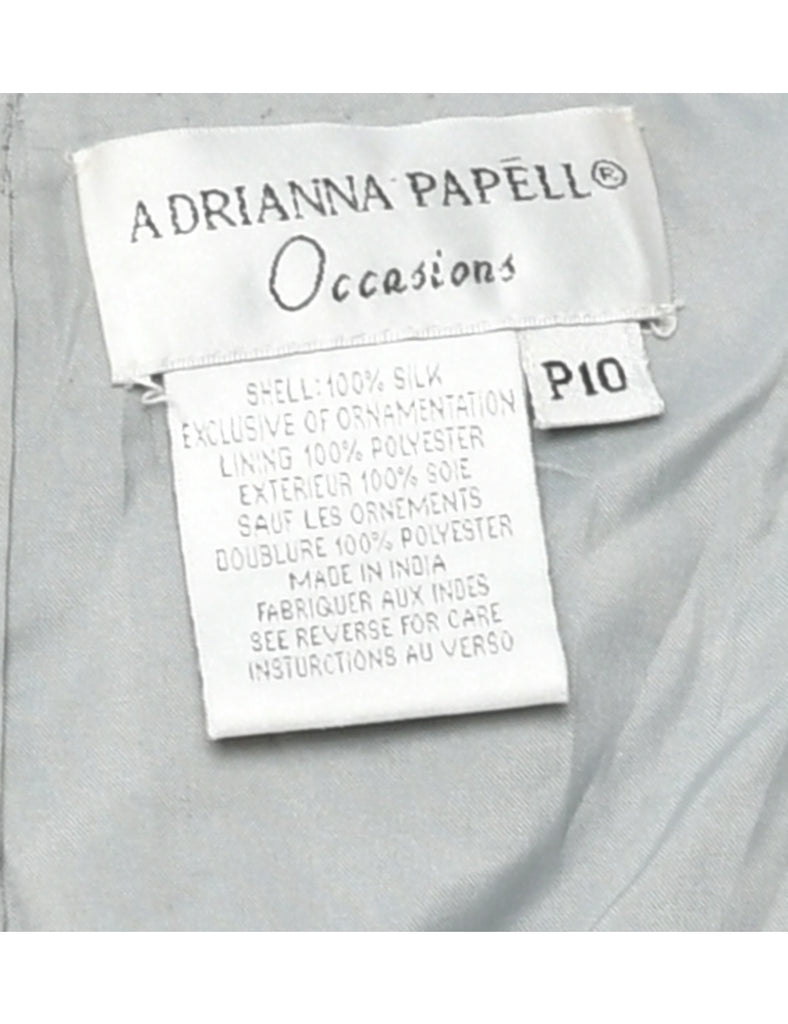 ADRIANNA PAPELL®
Occasions
P10
SHELL: 100% SILK
EXCLUSIVE OF ORNAMENTATION
LINING 100% POLYESTER
EXTERIEUR 100% SOIE
SAUF LES ORNEMENTS
DOUBLURE 100% POLYESTER
MADE IN INDIA
FABRIQUER AUX INDES
SEE REVERSE FOR CARE
INSTURCTIONS AU VERSO